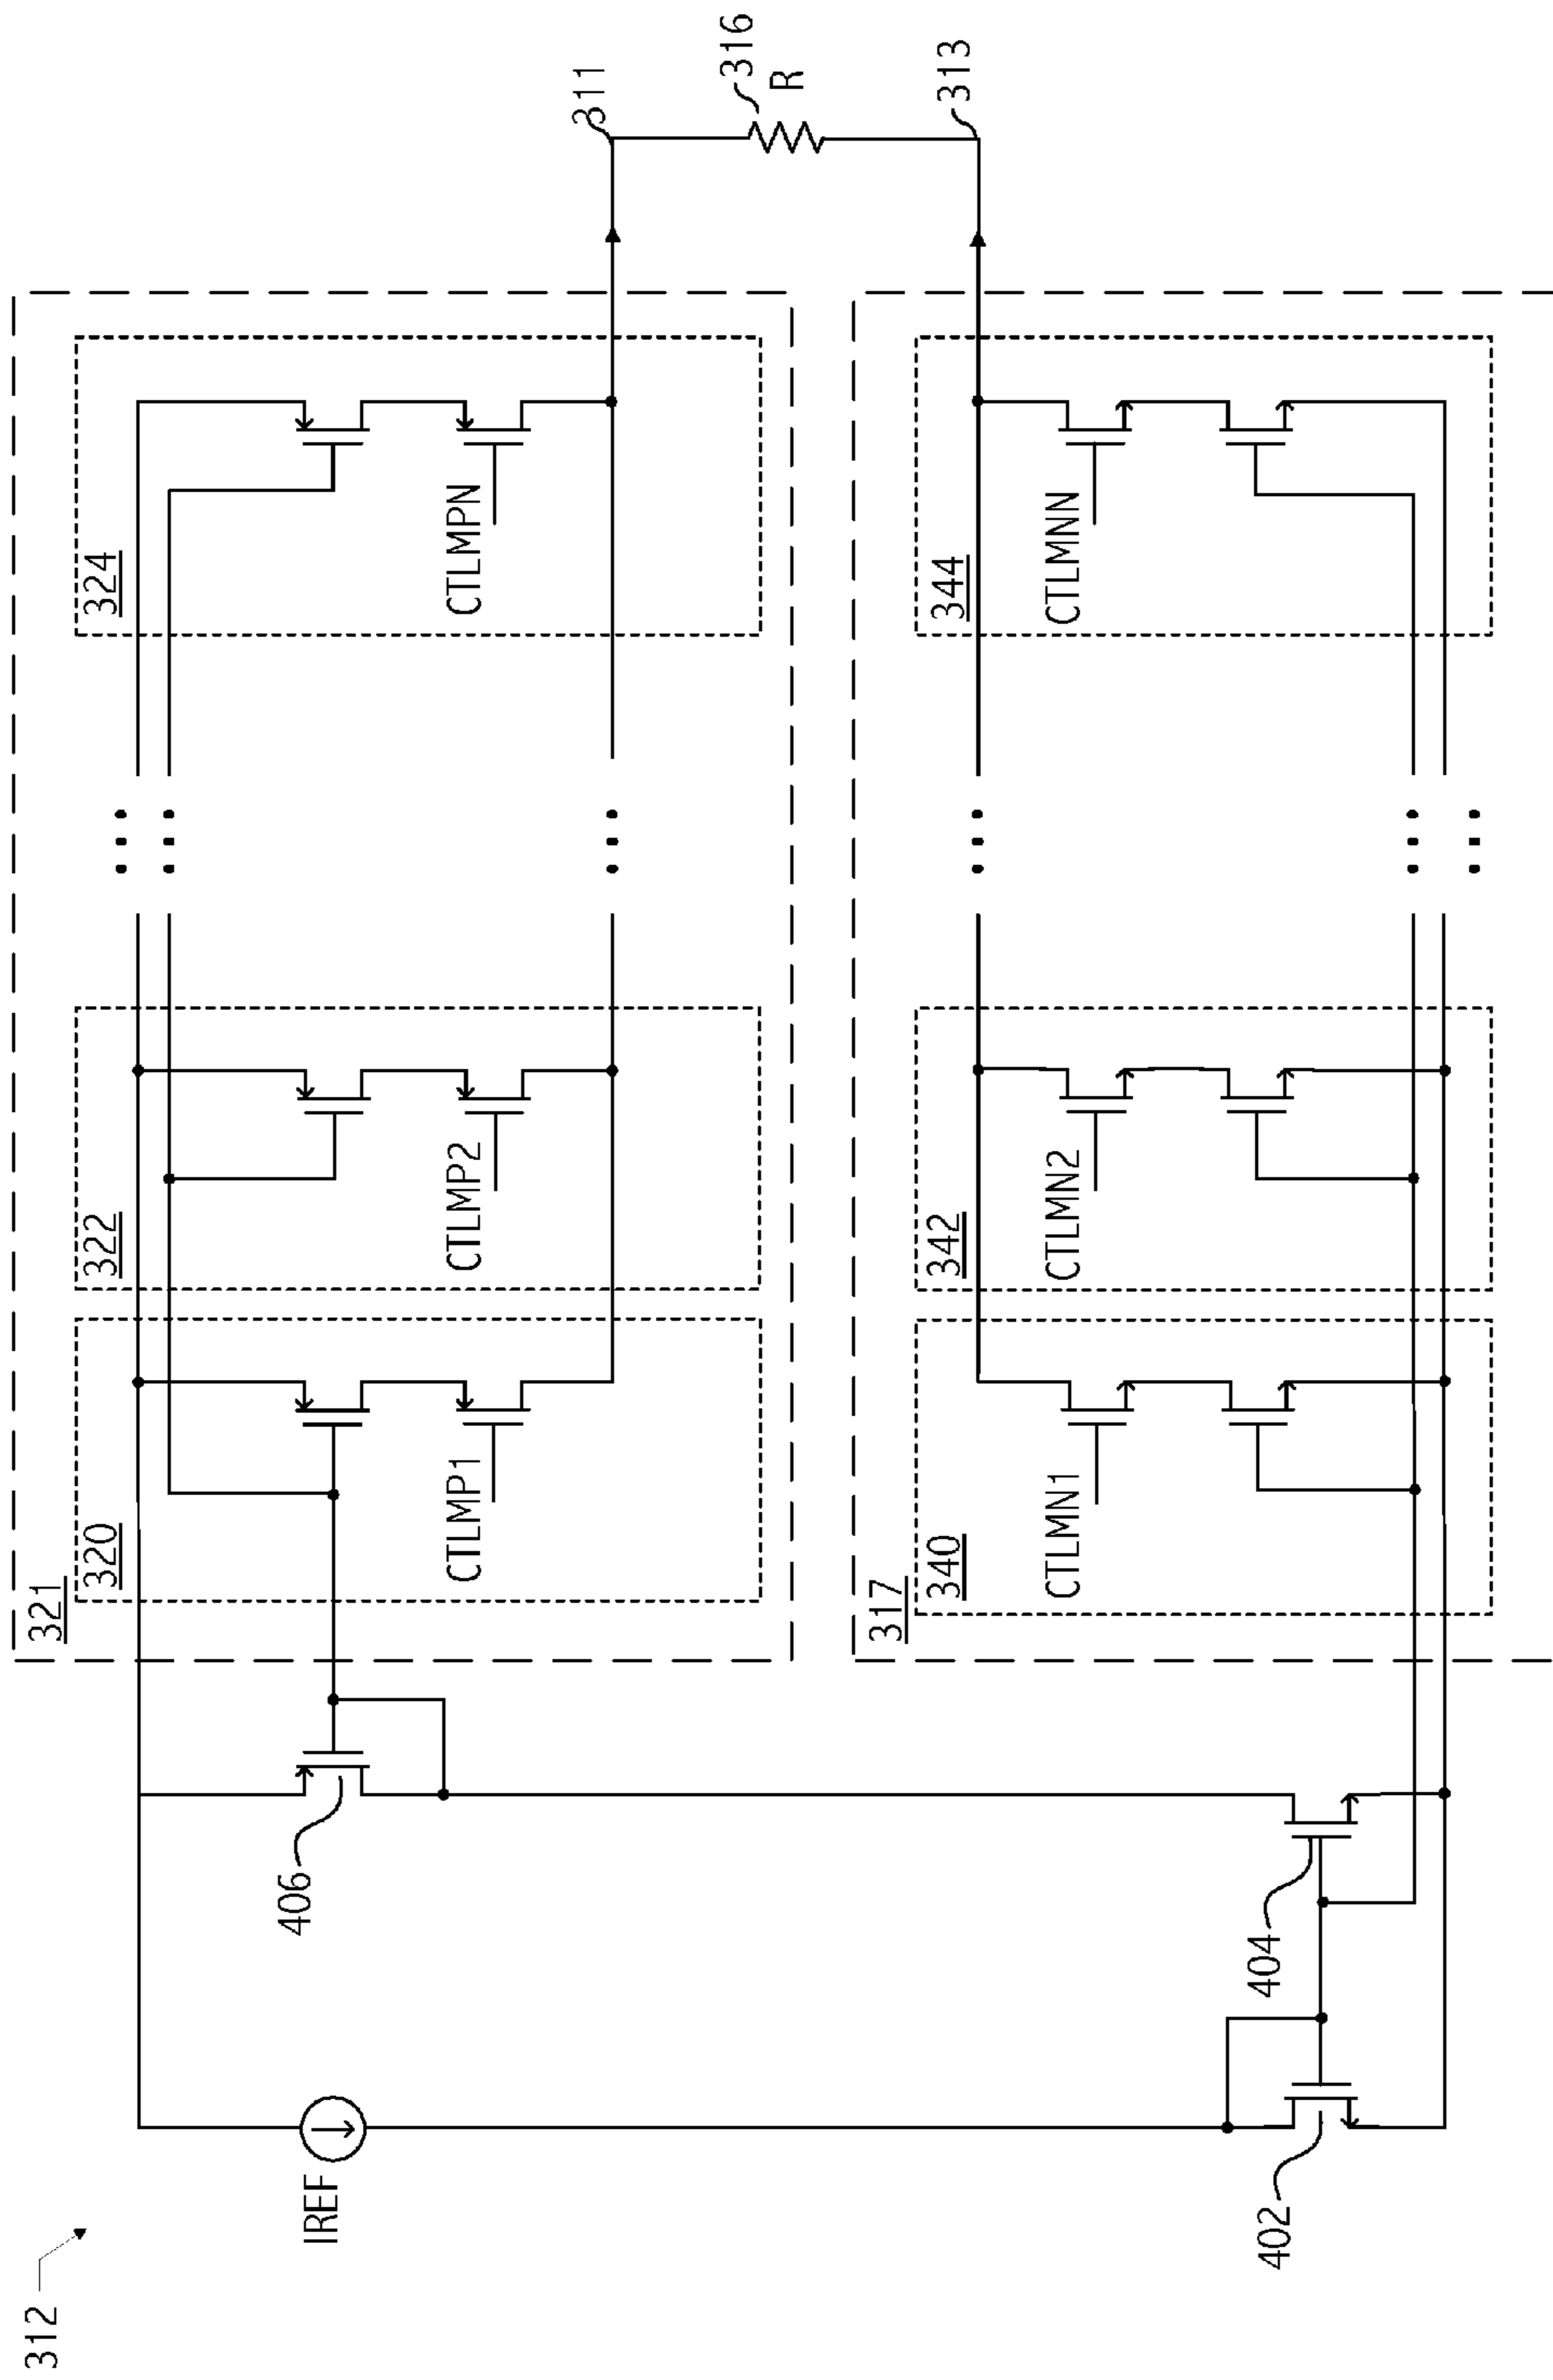 312
IREF
402
404
406
321
320
CTLMP1
322
CTLMP2
324
CTLMPN
317
340
CTLMN1
342
CTLMN2
344
CTLMNN
311
316
R
313